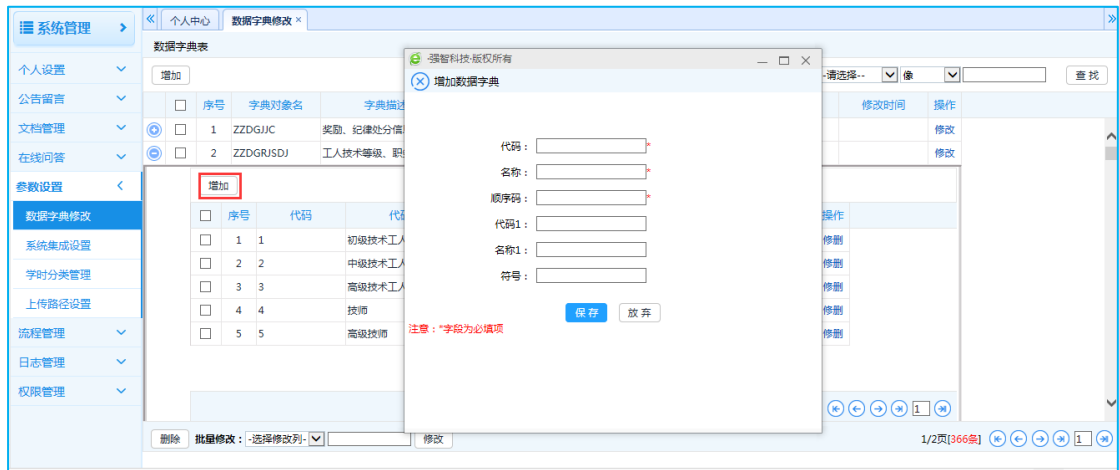 系统管理
个人中心 数据字典修改 ×
数据字典表
增加
-请选择-- 像 查找
序号 字典对象名 字典描述 修改时间 操作
1 ZZDGJJC 奖励、纪律处分信 修改
2 ZZDGRJSDJ 工人技术等级、职 修改
个人设置
公告留言
文档管理
在线问答
参数设置
数据字典修改
系统集成设置
学时分类管理
上传路径设置
流程管理
日志管理
权限管理
增加
序号 代码 操作
1 1 初级技术工人 修删
2 2 中级技术工人 修删
3 3 高级技术工人 修删
4 4 技师 修删
5 5 高级技师 修删
1
删除 批量修改： -选择修改列- 修改 1/2页[366条] 1
-强智科技-版权所有
增加数据字典
代码： *
名称： *
顺序码： *
代码1：
名称1：
符号：
保存 放弃
注意：*字段为必填项